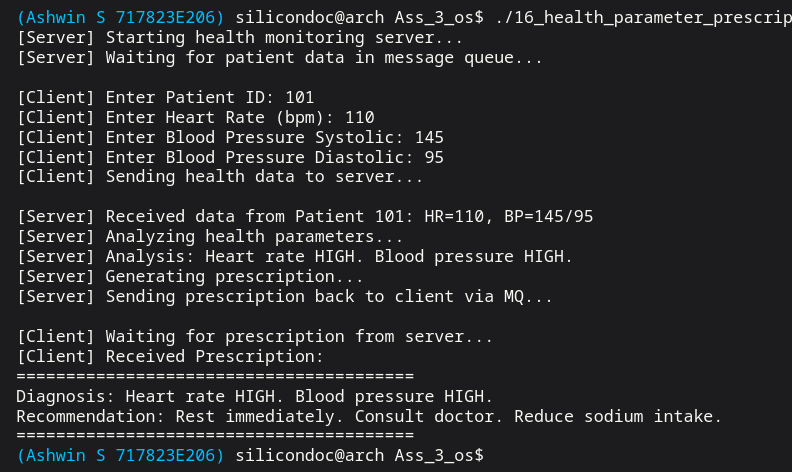 (Ashwin S 717823E206) silicondoc@arch Ass_3_os$ ./16_health_parameter_prescrip
[Server] Starting health monitoring server...
[Server] Waiting for patient data in message queue...
[Client] Enter Patient ID: 101
[Client] Enter Heart Rate (bpm): 110
[Client] Enter Blood Pressure Systolic: 145
[Client] Enter Blood Pressure Diastolic: 95
[Client] Sending health data to server...
[Server] Received data from Patient 101: HR=110, BP=145/95
[Server] Analyzing health parameters...
[Server] Analysis: Heart rate HIGH. Blood pressure HIGH.
[Server] Generating prescription...
[Server] Sending prescription back to client via MQ...
[Client] Waiting for prescription from server...
[Client] Received Prescription:
========================================
Diagnosis: Heart rate HIGH. Blood pressure HIGH.
Recommendation: Rest immediately. Consult doctor. Reduce sodium intake.
========================================
(Ashwin S 717823E206) silicondoc@arch Ass_3_os$